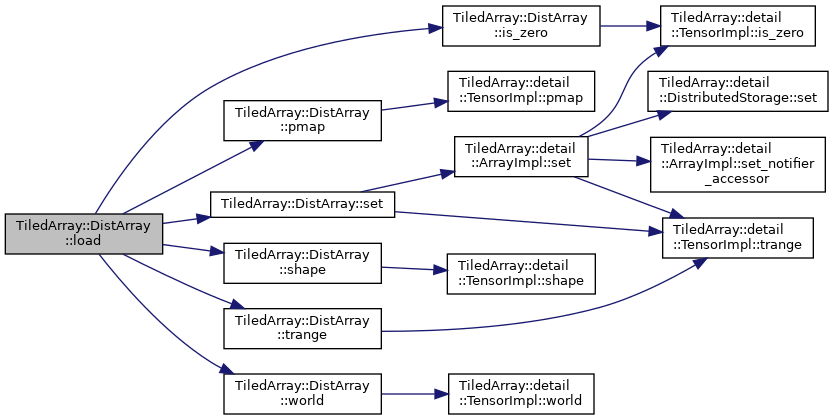 TiledArray::DistArray
::load
TiledArray::DistArray
::is_zero
TiledArray::detail
::TensorImpl::is_zero
TiledArray::DistArray
::pmap
TiledArray::detail
::TensorImpl::pmap
TiledArray::DistArray::set
TiledArray::detail
::ArrayImpl::set
TiledArray::detail
::DistributedStorage::set
TiledArray::detail
::ArrayImpl::set_notifier
_accessor
TiledArray::detail
::TensorImpl::trange
TiledArray::DistArray
::shape
TiledArray::detail
::TensorImpl::shape
TiledArray::DistArray
::trange
TiledArray::DistArray
::world
TiledArray::detail
::TensorImpl::world